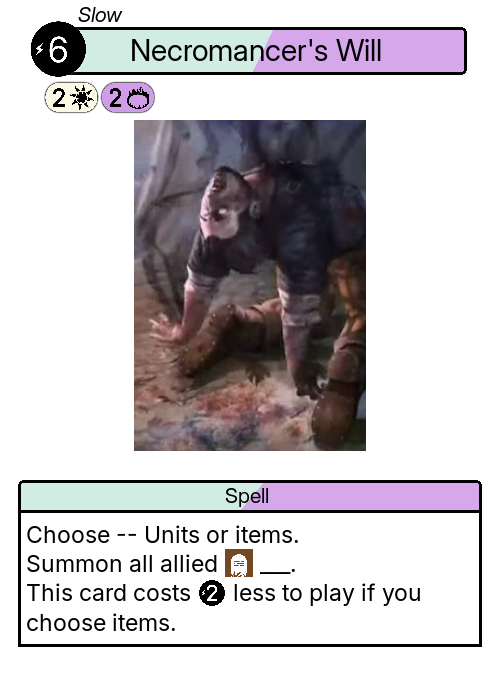 Slow
6 Necromancer's Will
2 2
Spell
Choose -- Units or items.
Summon all allied ___.
This card costs 2 less to play if you
choose items.